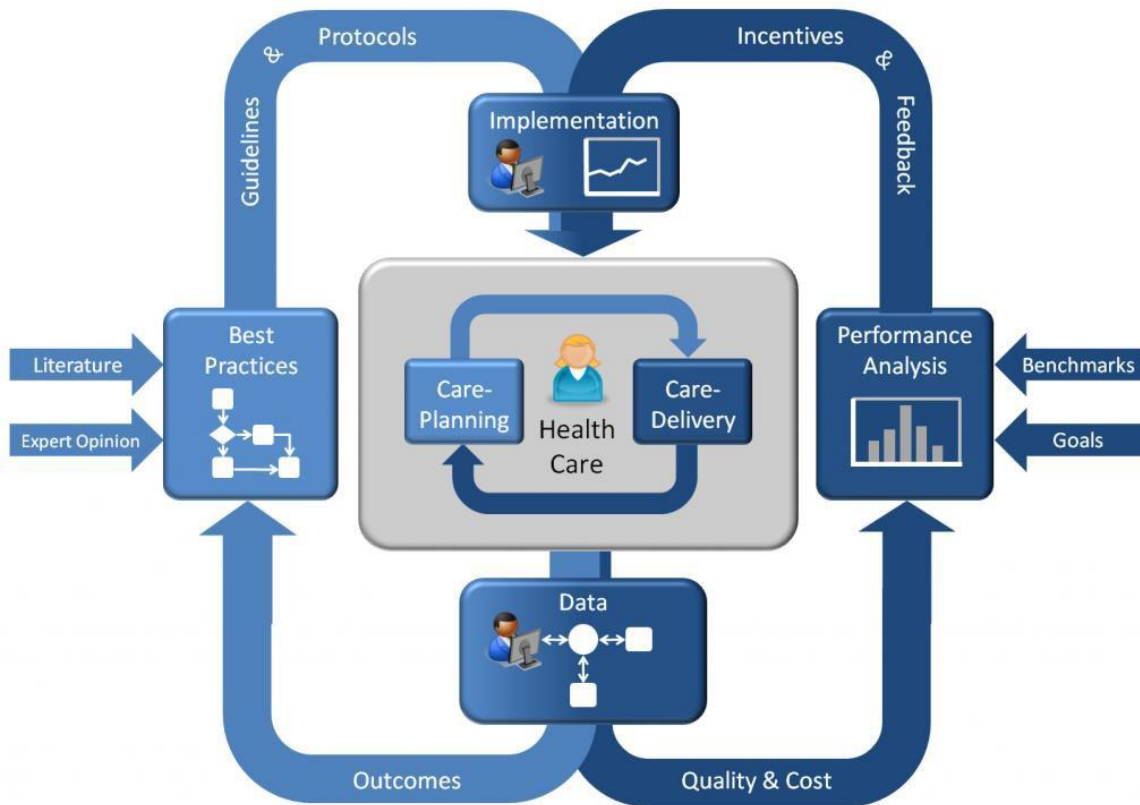 Protocols
&
Guidelines
Incentives
&
Feedback
Implementation
Best
Practices
Literature
Expert Opinion
Care-
Planning
Health
Care
Care-
Delivery
Performance
Analysis
Benchmarks
Goals
Data
Outcomes
Quality & Cost